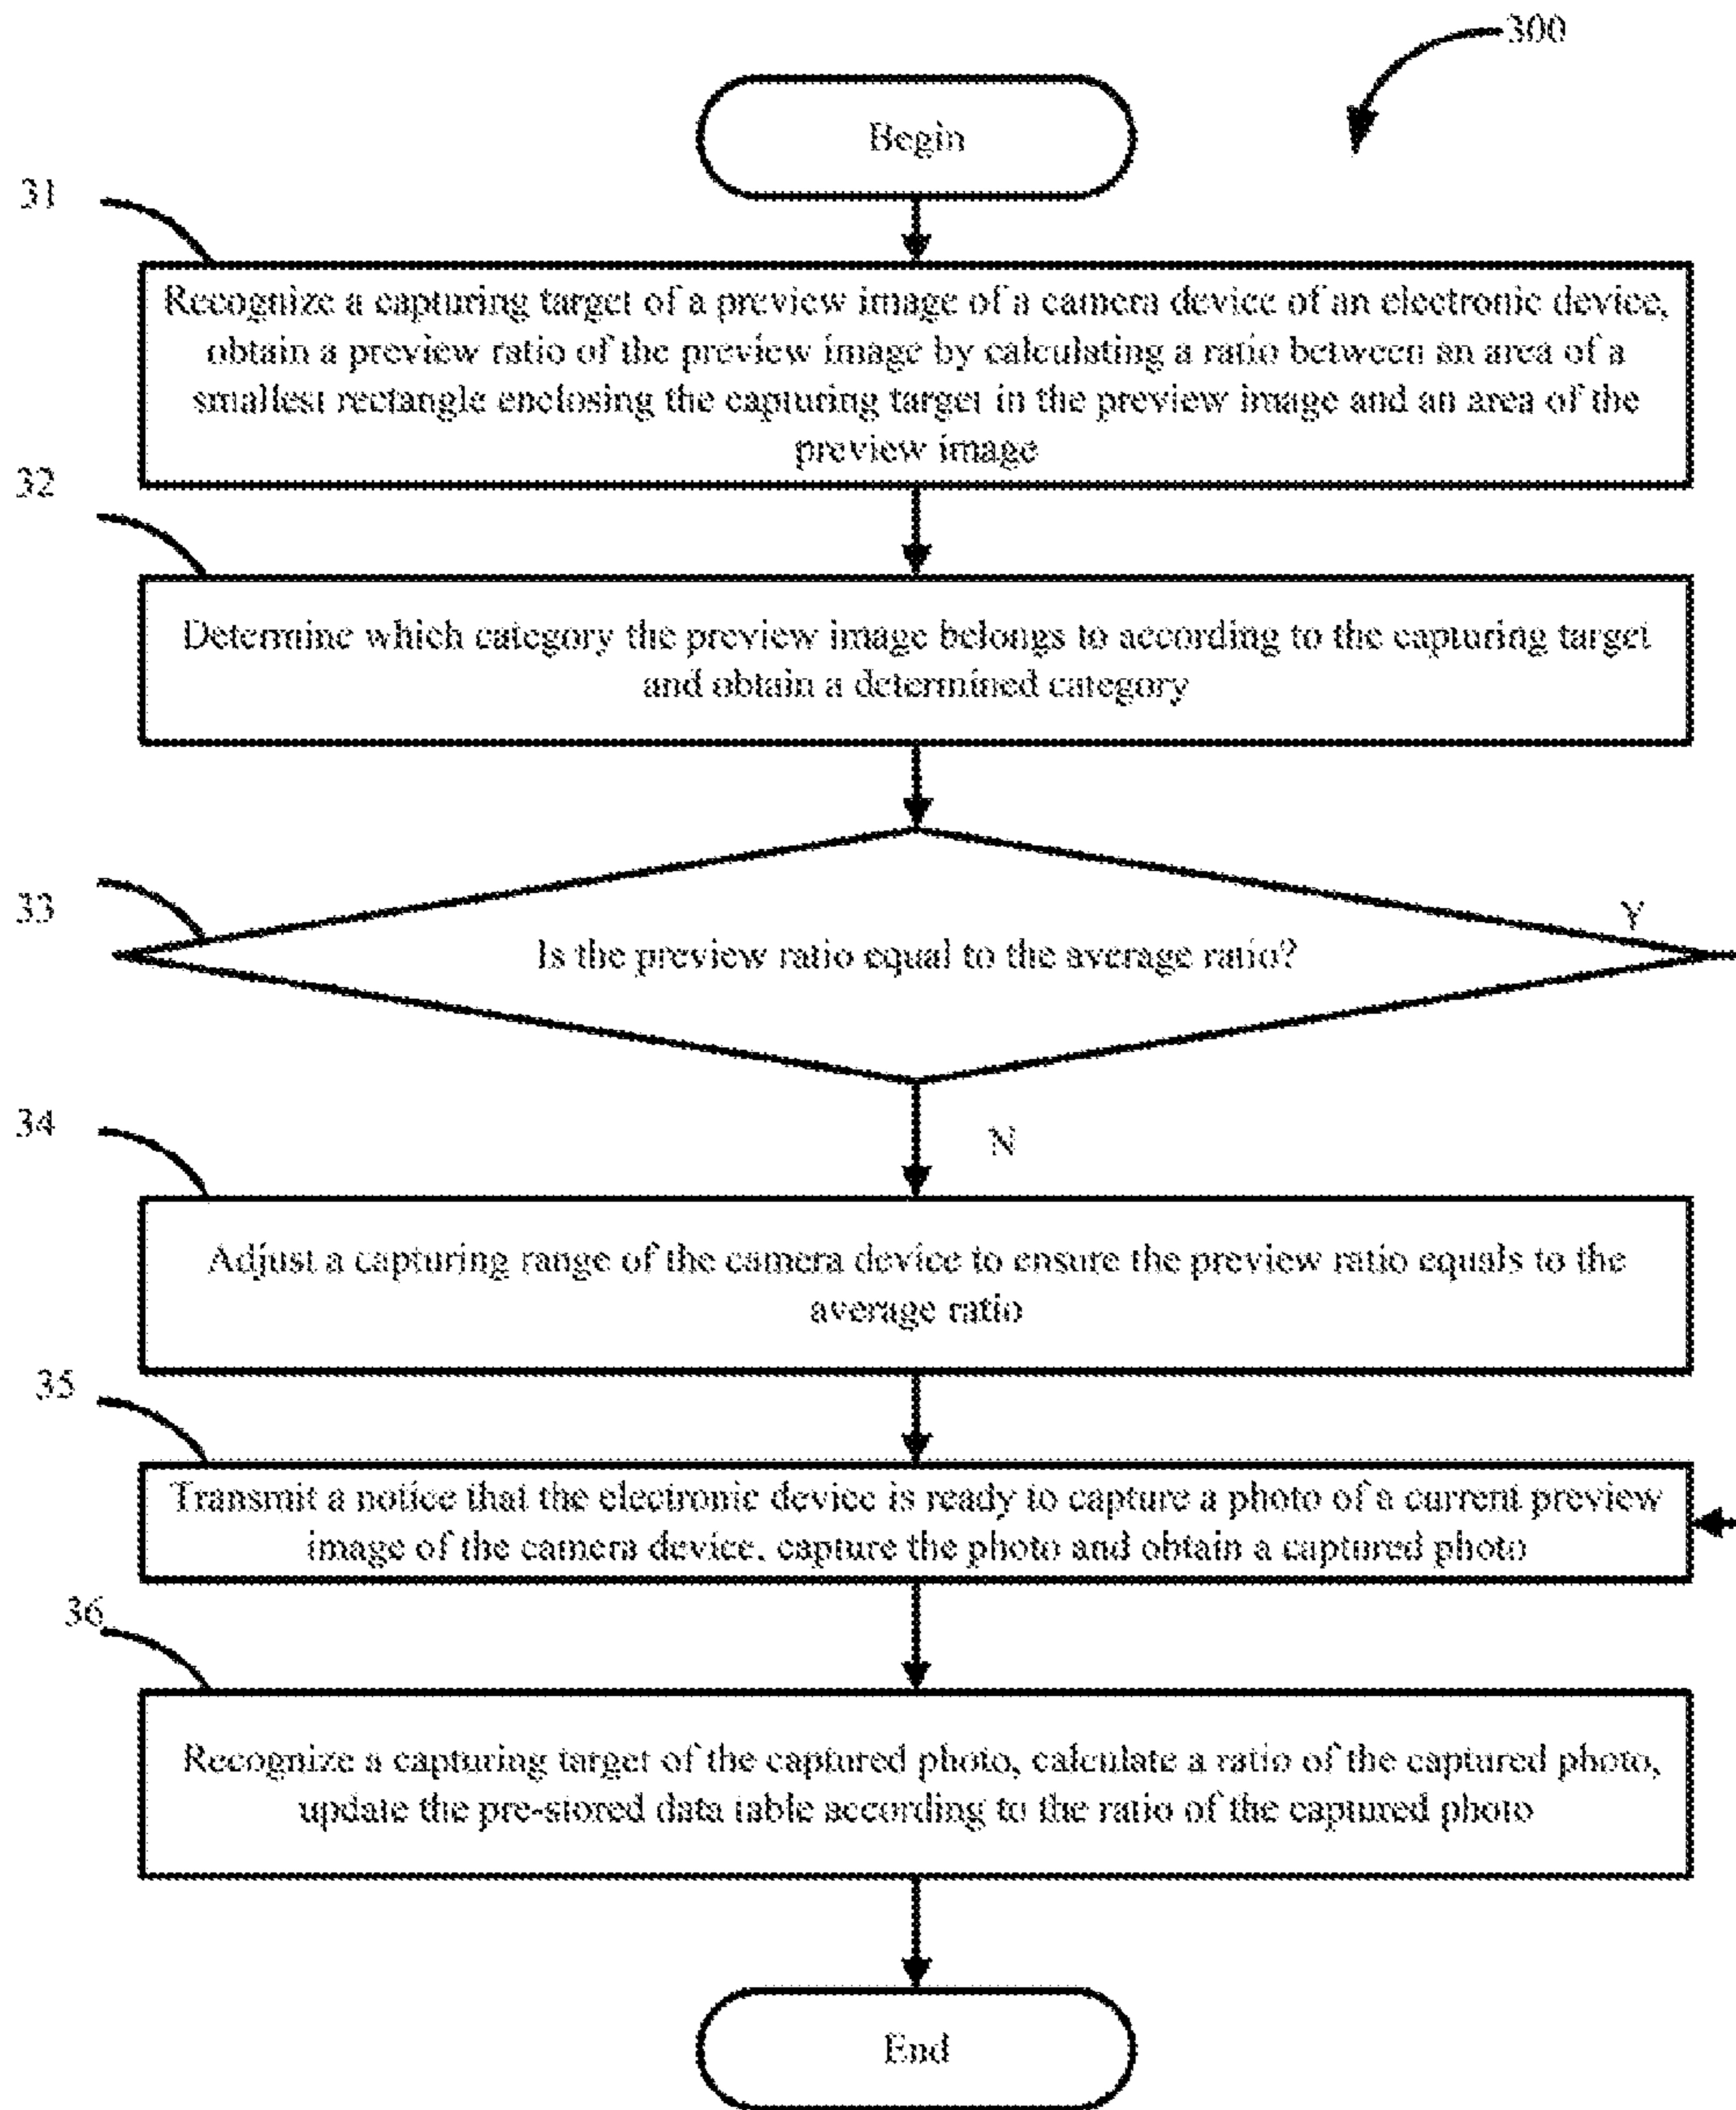 300
Begin
31
Recognize a capturing target of a preview image of a camera device of an electronic device,
obtain a preview ratio of the preview image by calculating a ratio between an area of a
smallest rectangle enclosing the capturing target in the preview image and an area of the
preview image
32
Determine which category the preview image belongs to according to the capturing target
and obtain a determined category
33
Y
Is the preview ratio equal to the average ratio?
34
N
Adjust a capturing range of the camera device to ensure the preview ratio equals to the
average ratio
35
Transmit a notice that the electronic device is ready to capture a photo of a current preview
image of the camera device, capture the photo and obtain a captured photo
36
Recognize a capturing target of the captured photo, calculate a ratio of the captured photo,
update the pre-stored data table according to the ratio of the captured photo
End